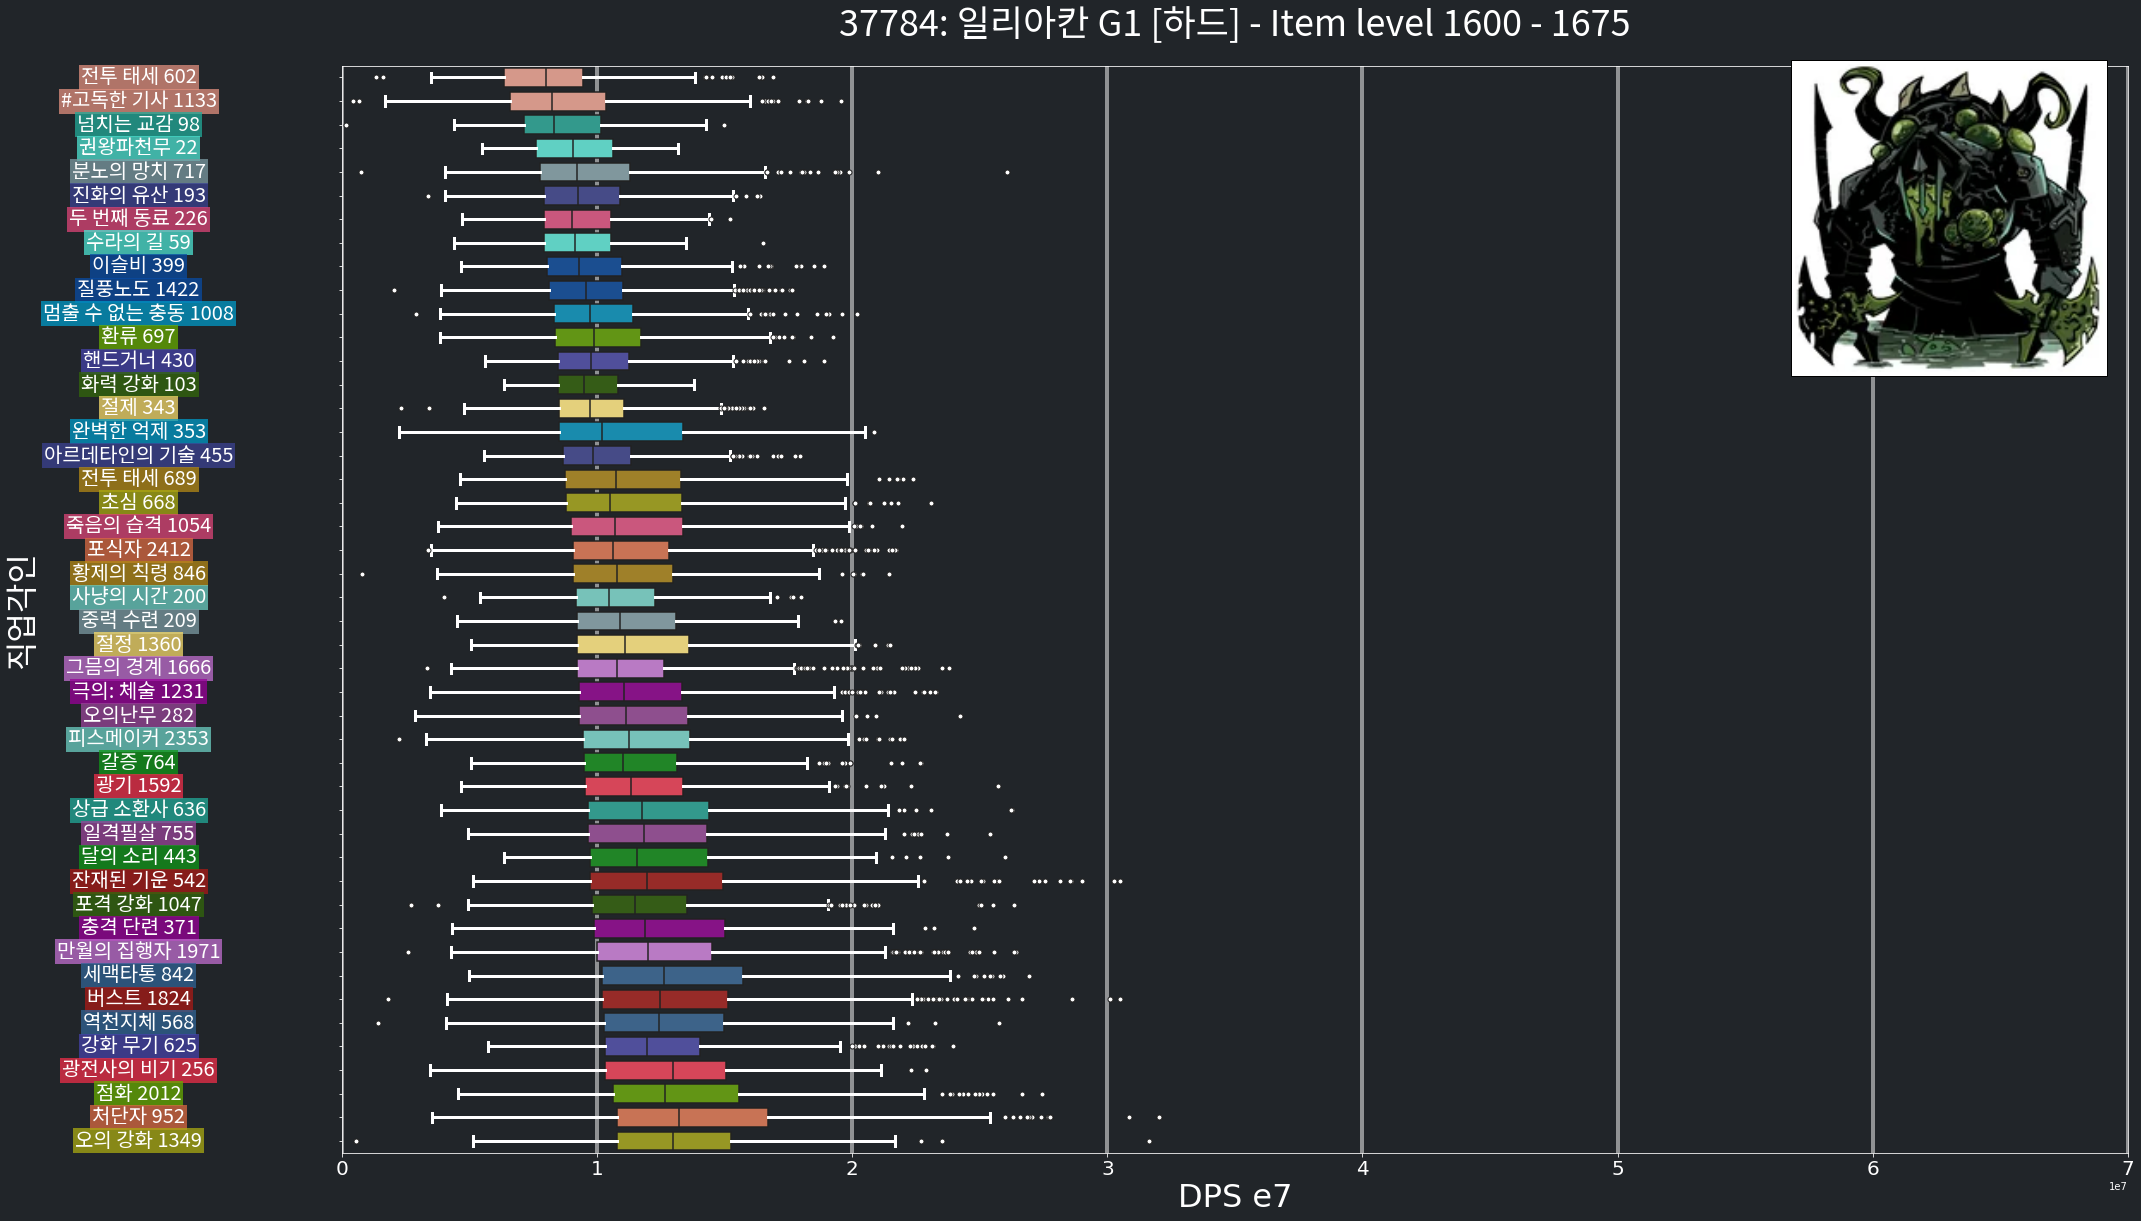 37784: 일리아칸 G1 [하드] - Item level 1600 - 1675
직업각인
전투 태세 602
#고독한 기사 1133
넘치는 교감 98
권왕파천무 22
분노의 망치 717
진화의 유산 193
두 번째 동료 226
수라의 길 59
이슬비 399
질풍노도 1422
멈출 수 없는 충동 1008
환류 697
핸드거너 430
화력 강화 103
절제 343
완벽한 억제 353
아르데타인의 기술 455
전투 태세 689
초심 668
죽음의 습격 1054
포식자 2412
황제의 칙령 846
사냥의 시간 200
중력 수련 209
절정 1360
그믐의 경계 1666
극의: 체술 1231
오의난무 282
피스메이커 2353
갈증 764
광기 1592
상급 소환사 636
일격필살 755
달의 소리 443
잔재된 기운 542
포격 강화 1047
충격 단련 371
만월의 집행자 1971
세맥타통 842
버스트 1824
역천지체 568
강화 무기 625
광전사의 비기 256
점화 2012
처단자 952
오의 강화 1349
0 1 2 3 4 5 6 7
1e7
DPS e7